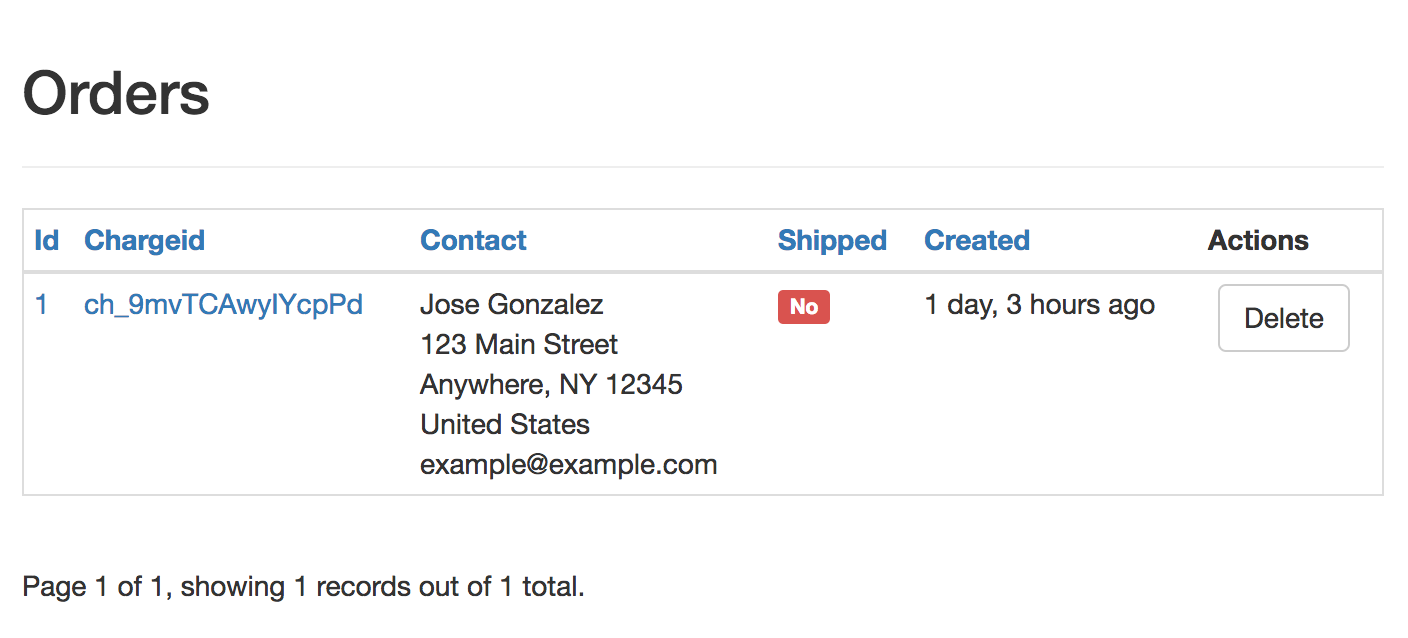 Orders
Id Chargeid Contact Shipped Created Actions
1 ch_9mvTCAwyIYcpPd Jose Gonzalez No 1 day, 3 hours ago Delete
123 Main Street
Anywhere, NY 12345
United States
example@example.com
Page 1 of 1, showing 1 records out of 1 total.